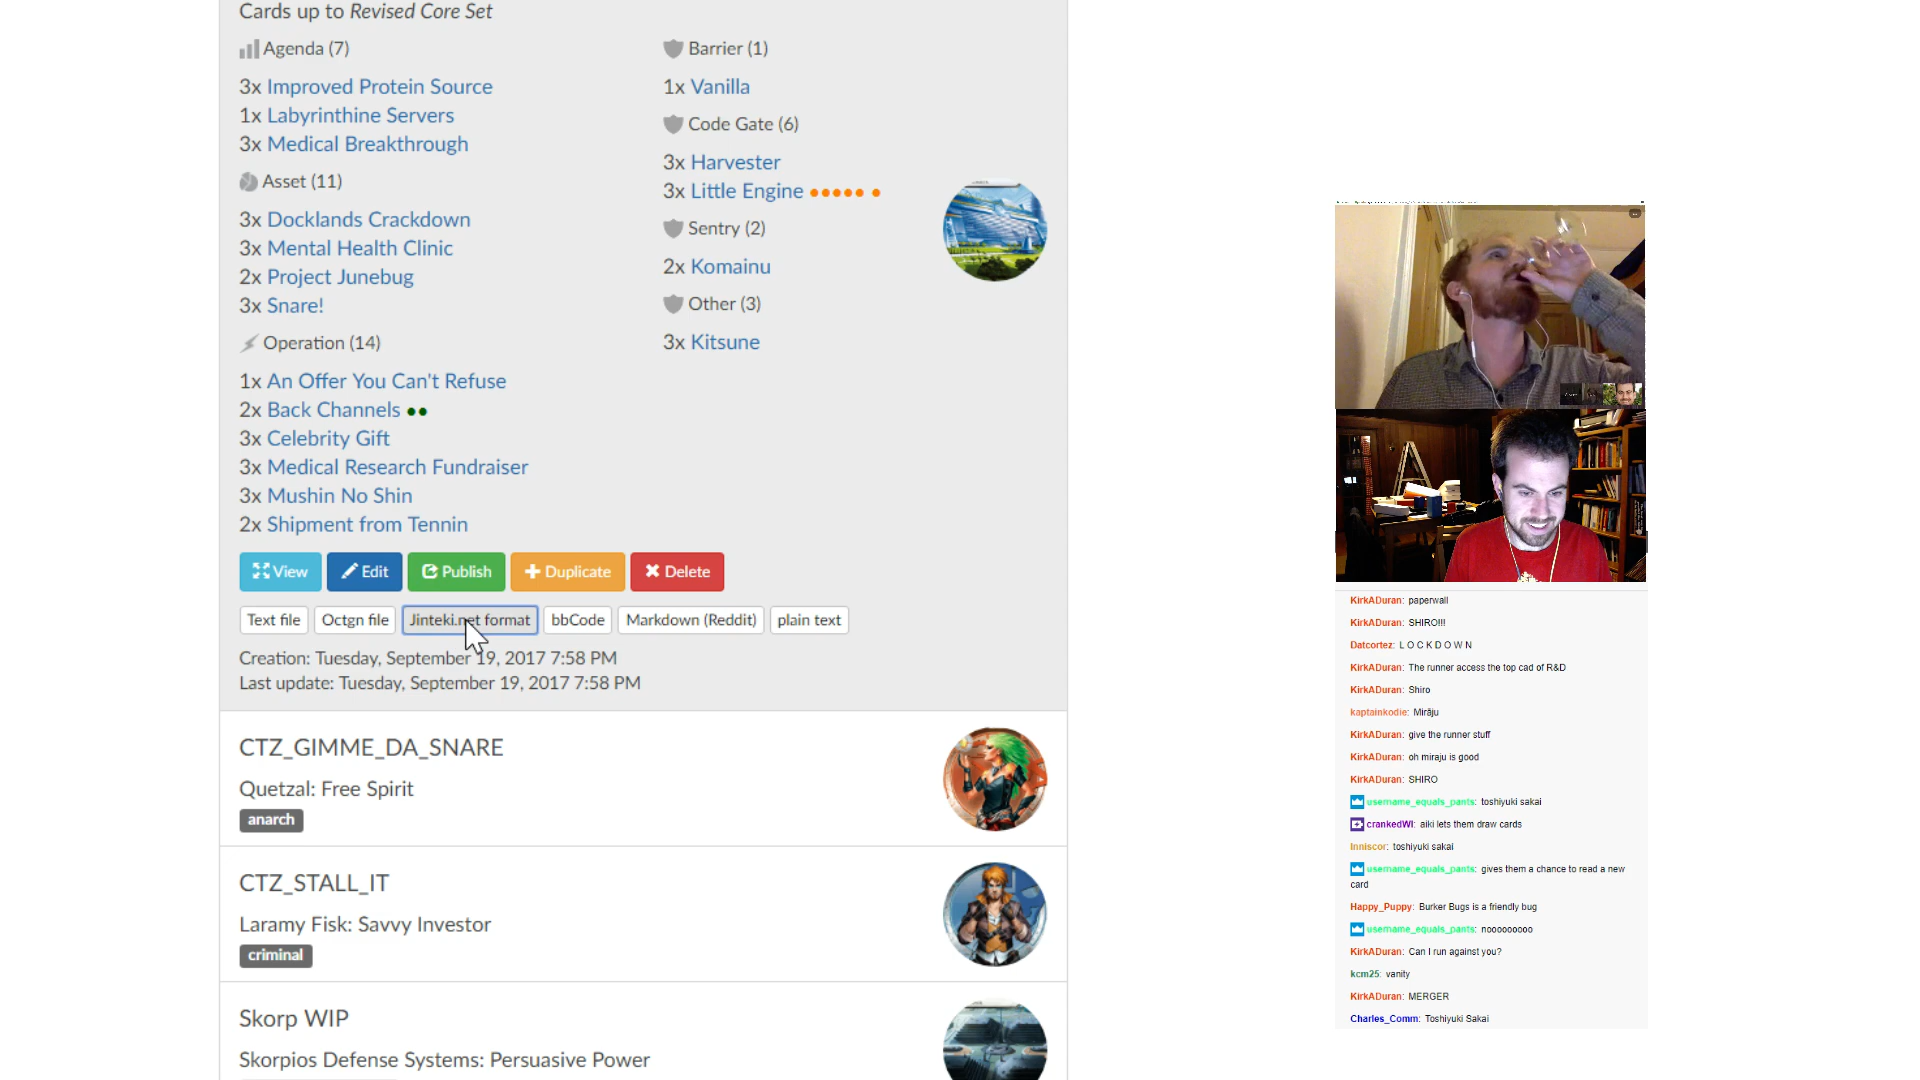 Cards up to Revised Core Set
Agenda (7)
3x Improved Protein Source
1x Labyrinthine Servers
3x Medical Breakthrough
Asset (11)
3x Docklands Crackdown
3x Mental Health Clinic
2x Project Junebug
3x Snare!
Operation (14)
1x An Offer You Can't Refuse
2x Back Channels
3x Celebrity Gift
3x Medical Research Fundraiser
3x Mushin No Shin
2x Shipment from Tennin
Barrier (1)
1x Vanilla
Code Gate (6)
3x Harvester
3x Little Engine
Sentry (2)
2x Komainu
Other (3)
3x Kitsune
View Edit Publish Duplicate Delete
Text file Octgn file Jinteki.net format bbCode Markdown (Reddit) plain text
Creation: Tuesday, September 19, 2017 7:58 PM
Last update: Tuesday, September 19, 2017 7:58 PM
CTZ_GIMME_DA_SNARE
Quetzal: Free Spirit
anarch
CTZ_STALL_IT
Laramy Fisk: Savvy Investor
criminal
Skorp WIP
Skorpios Defense Systems: Persuasive Power
KirkADuran: paperwall
KirkADuran: SHIRO!!!
Datcortez: L O C K D O W N
KirkADuran: The runner access the top cad of R&D
KirkADuran: Shiro
kaptainkodie: Mirāju
KirkADuran: give the runner stuff
KirkADuran: oh miraju is good
KirkADuran: SHIRO
username_equals_pants: toshiyuki sakai
crankedWI: aiki lets them draw cards
Inniscor: toshiyuki sakai
username_equals_pants: gives them a chance to read a new
card
Happy_Puppy: Burker Bugs is a friendly bug
username_equals_pants: nooooooooo
KirkADuran: Can I run against you?
kcm25: vanity
KirkADuran: MERGER
Charles_Comm: Toshiyuki Sakai